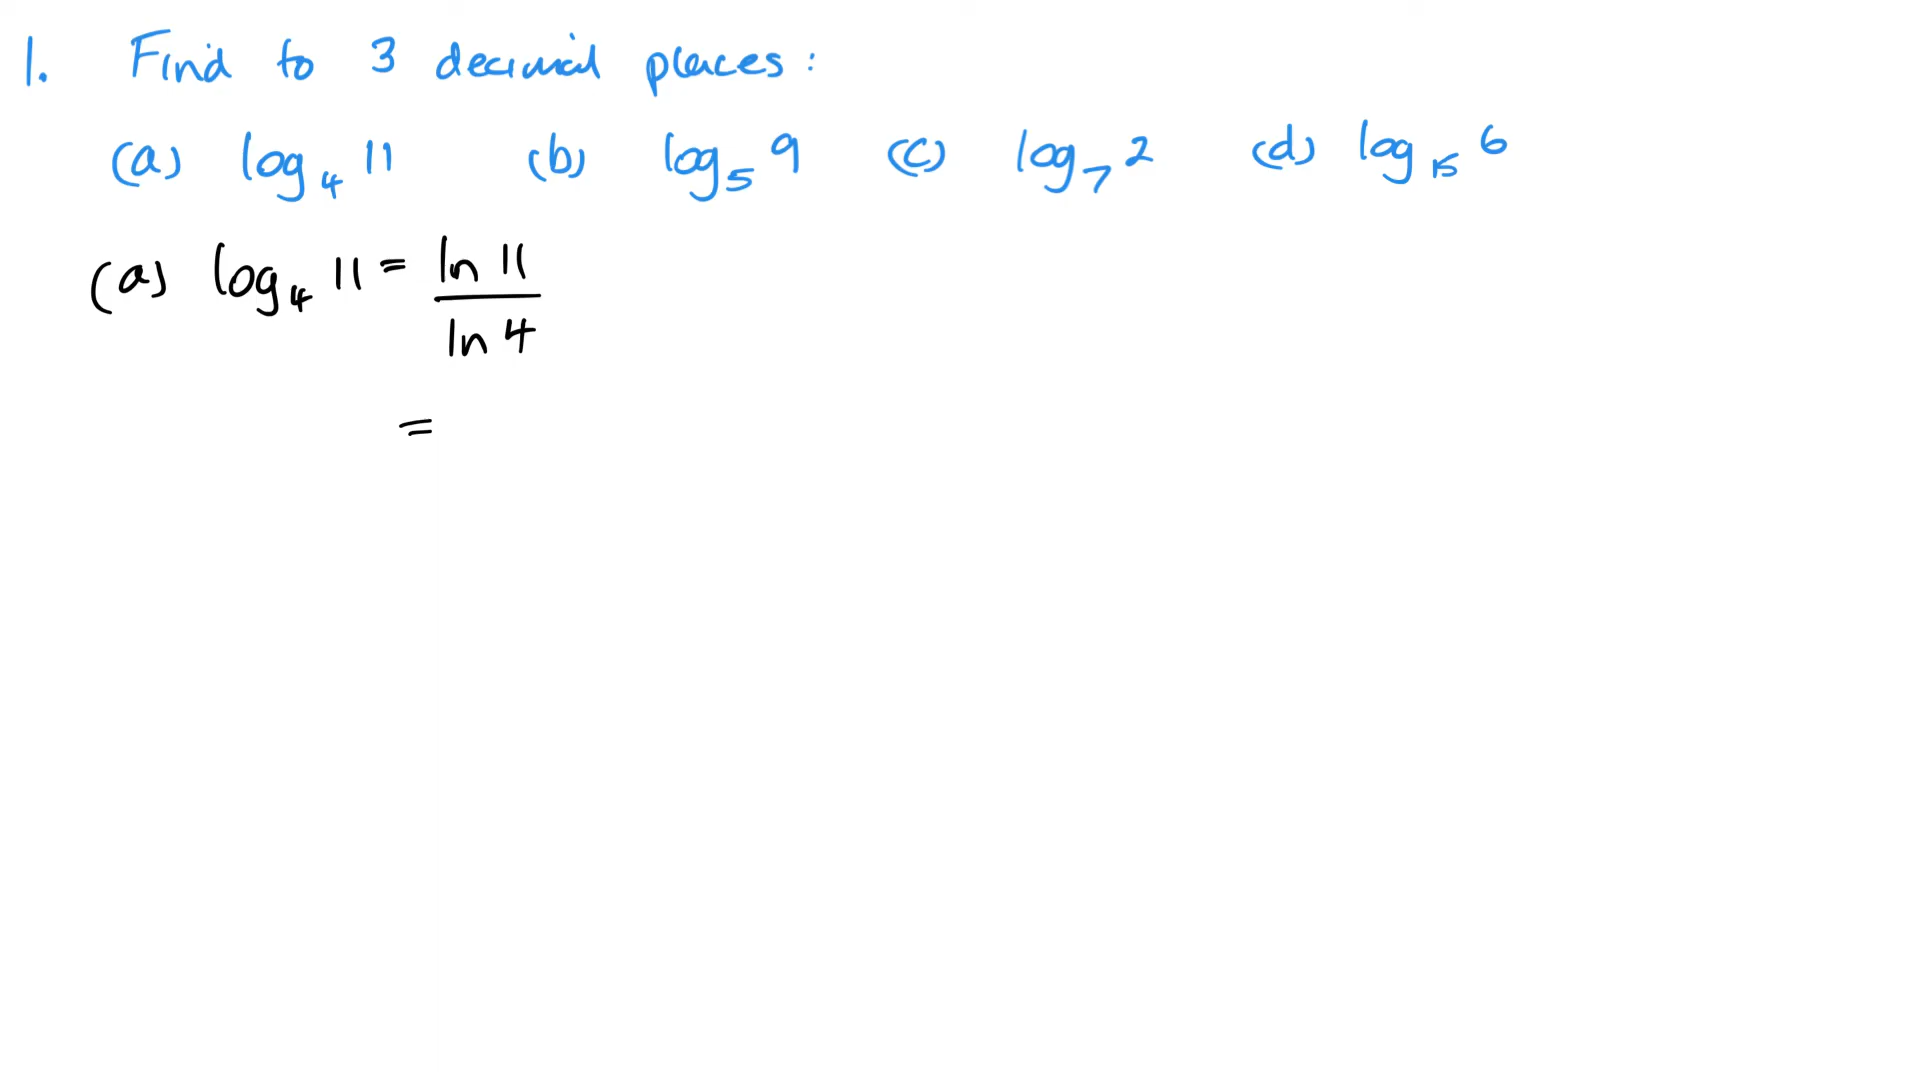 1. Find to 3 decimal places:
(a) log₄ 11 (b) log₅ 9 (c) log₇ 2 (d) log₁₅ 6
(a) log₄ 11 = ln 11 / ln 4
=